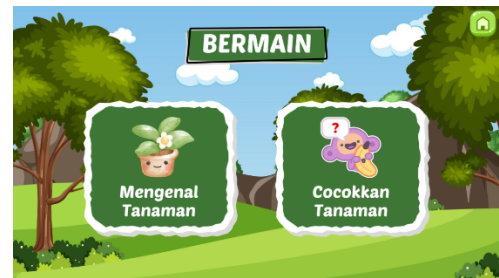 BERMAIN
?
Mengenal
Tanaman
Cocokkan
Tanaman